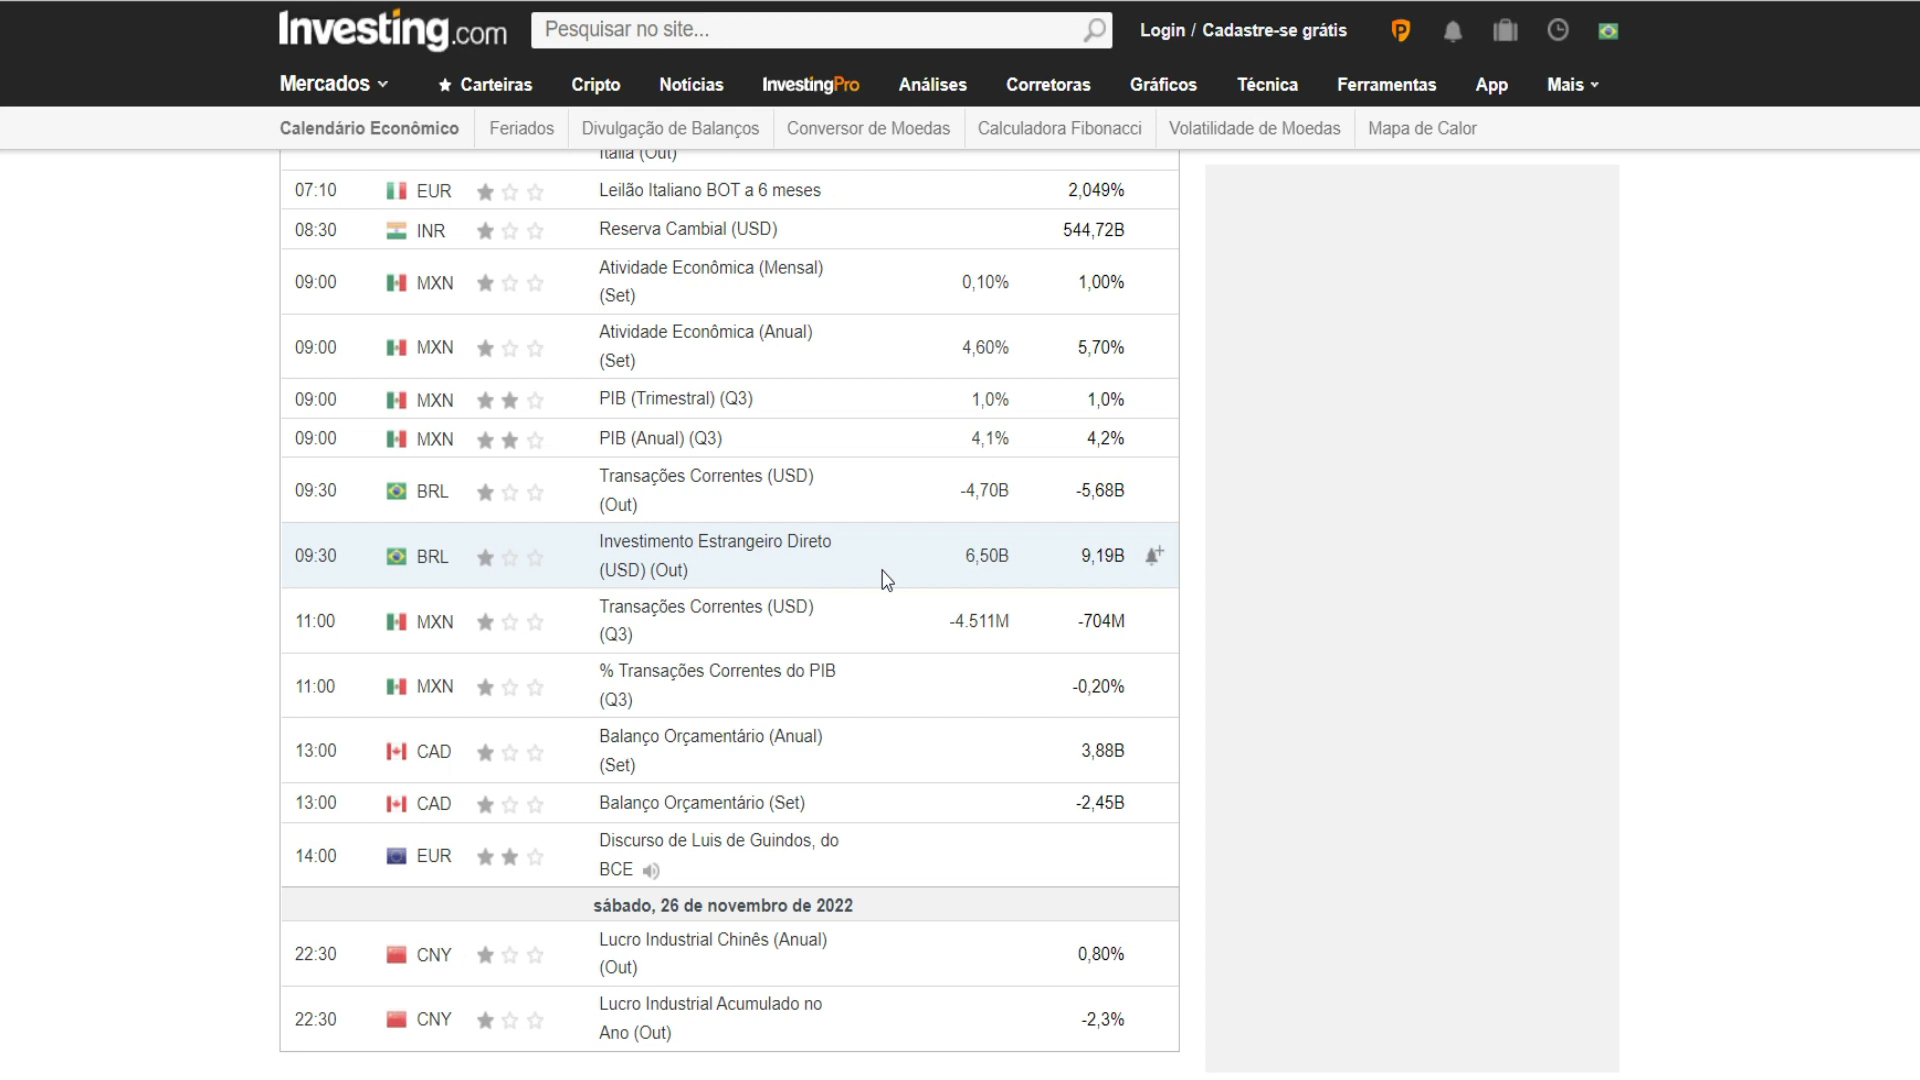 Investing.com
Pesquisar no site...
Login / Cadastre-se grátis
P
Mercados
Carteiras
Cripto
Notícias
InvestingPro
Análises
Corretoras
Gráficos
Técnica
Ferramentas
App
Mais
Calendário Econômico
Feriados
Divulgação de Balanços
Conversor de Moedas
Calculadora Fibonacci
Volatilidade de Moedas
Mapa de Calor
Itália (Out)
07:10 EUR Leilão Italiano BOT a 6 meses 2,049%
08:30 INR Reserva Cambial (USD) 544,72B
09:00 MXN Atividade Econômica (Mensal) 0,10% 1,00%
(Set)
09:00 MXN Atividade Econômica (Anual) 4,60% 5,70%
(Set)
09:00 MXN PIB (Trimestral) (Q3) 1,0% 1,0%
09:00 MXN PIB (Anual) (Q3) 4,1% 4,2%
09:30 BRL Transações Correntes (USD) -4,70B -5,68B
(Out)
09:30 BRL Investimento Estrangeiro Direto 6,50B 9,19B
(USD) (Out)
11:00 MXN Transações Correntes (USD) -4.511M -704M
(Q3)
11:00 MXN % Transações Correntes do PIB -0,20%
(Q3)
13:00 CAD Balanço Orçamentário (Anual) 3,88B
(Set)
13:00 CAD Balanço Orçamentário (Set) -2,45B
14:00 EUR Discurso de Luis de Guindos, do
BCE
sábado, 26 de novembro de 2022
22:30 CNY Lucro Industrial Chinês (Anual) 0,80%
(Out)
22:30 CNY Lucro Industrial Acumulado no -2,3%
Ano (Out)